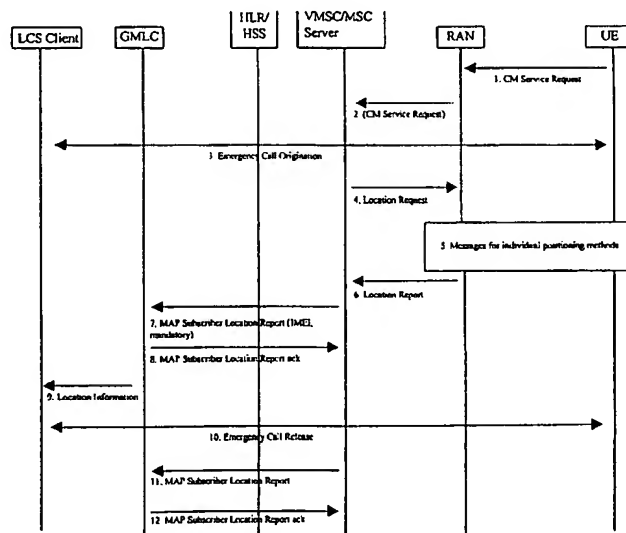 LCS Client
GMLC
HLR/
HSS
VMSC/MSC
Server
RAN
UE
1. CM Service Request
2 (CM Service Request)
3 Emergency Call Origination
4. Location Request
5 Messages for individual positioning methods
6 Location Report
7. MAP Subscriber Location Report (IMEI,
mandatory)
8. MAP Subscriber Location Report ack
9. Location Information
10. Emergency Call Release
11. MAP Subscriber Location Report
12 MAP Subscriber Location Report ack